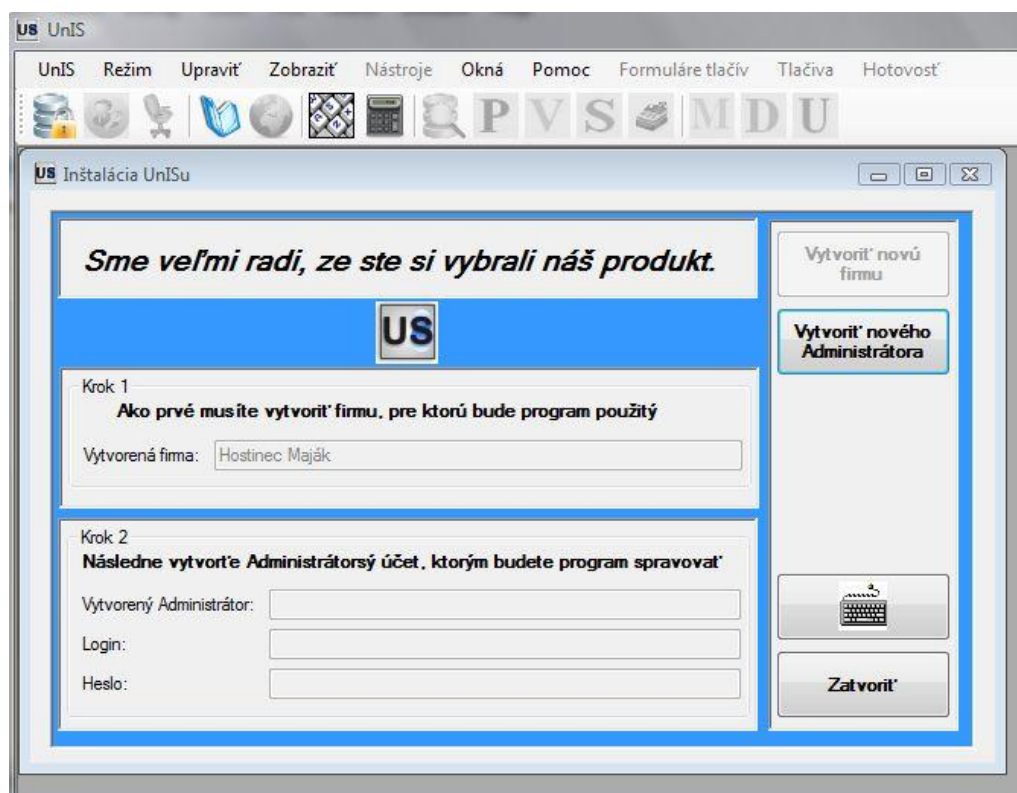 US UnIS
UnIS Režim Upraviť Zobraziť Nástroje Okná Pomoc Formuláre tlačív Tlačiva Hotovosť
P V S M D U
US Inštalácia UnISu
Sme veľmi radi, ze ste si vybrali náš produkt.
Vytvoriť novú
firmu
US
Vytvoriť nového
Administrátora
Krok 1
Ako prvé musíte vytvoriť firmu, pre ktorú bude program použitý
Vytvorená firma: Hostinec Maják
Krok 2
Následne vytvorťe Administrátorsý účet, ktorým budete program spravovať
Vytvorený Administrátor:
Login:
Heslo:
Zatvoriť